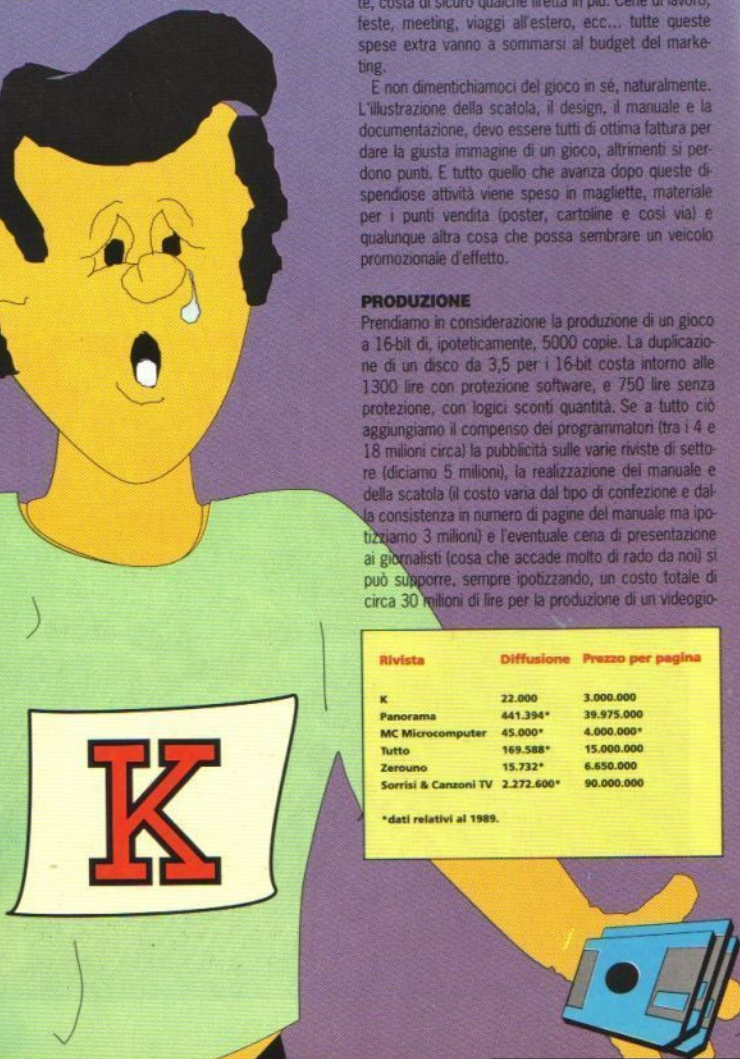 te, costa di sicuro qualche liretta in più. Cene di lavoro,
feste, meeting, viaggi all'estero, ecc... tutte queste
spese extra vanno a sommarsi al budget del marke-
ting.
E non dimentichiamoci del gioco in sé, naturalmente.
L'illustrazione della scatola, il design, il manuale e la
documentazione, devo essere tutti di ottima fattura per
dare la giusta immagine di un gioco, altrimenti si per-
dono punti. E tutto quello che avanza dopo queste di-
spendiose attività viene speso in magliette, materiale
per i punti vendita (poster, cartoline e così via) e
qualunque altra cosa che possa sembrare un veicolo
promozionale d'effetto.
PRODUZIONE
Prendiamo in considerazione la produzione di un gioco
a 16-bit di, ipoteticamente, 5000 copie. La duplicazio-
ne di un disco da 3,5 per i 16-bit costa intorno alle
1300 lire con protezione software, e 750 lire senza
protezione, con logici sconti quantità. Se a tutto ciò
aggiungiamo il compenso dei programmatori (tra i 4 e
18 milioni circa) la pubblicità sulle varie riviste di setto-
re (diciamo 5 milioni), la realizzazione del manuale e
della scatola (il costo varia dal tipo di confezione e dal-
la consistenza in numero di pagine del manuale ma ipo-
tizziamo 3 milioni) e l'eventuale cena di presentazione
ai giornalisti (cosa che accade molto di rado da noi) si
può supporre, sempre ipotizzando, un costo totale di
circa 30 milioni di lire per la produzione di un videogio-
Rivista Diffusione Prezzo per pagina
K 22.000 3.000.000
Panorama 441.394* 39.975.000
MC Microcomputer 45.000* 4.000.000*
Tutto 169.588* 15.000.000
Zerouno 15.732* 6.650.000
Sorrisi & Canzoni TV 2.272.600* 90.000.000
*dati relativi al 1989.
K